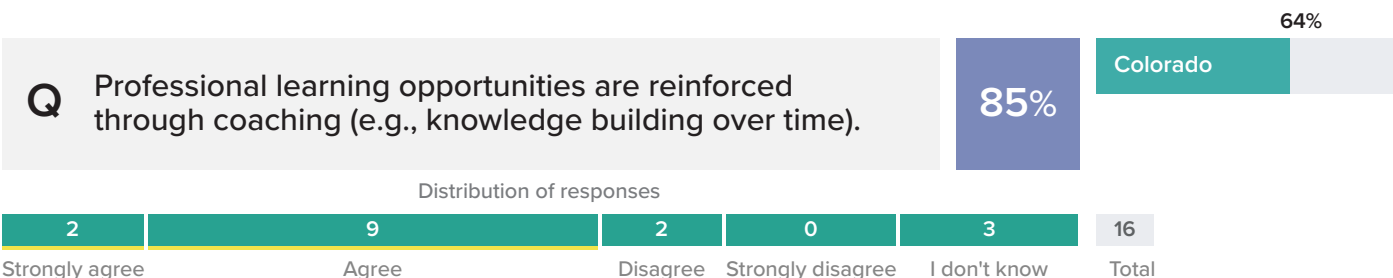 64%
Q
Professional learning opportunities are reinforced
through coaching (e.g., knowledge building over time).
85%
Colorado
Distribution of responses
2 9 2 0 3 16
Strongly agree Agree Disagree Strongly disagree I don't know Total